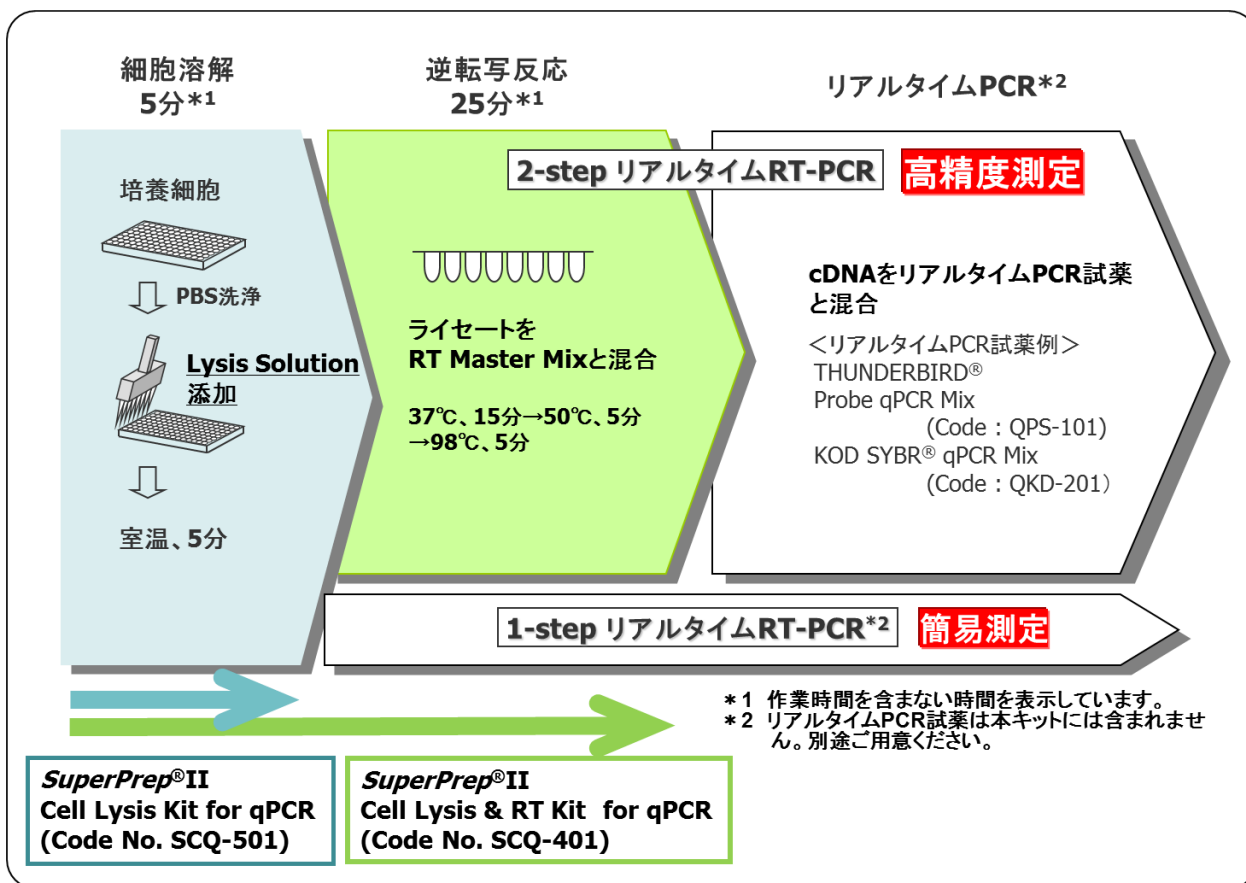 細胞溶解
5分*1
逆転写反応
25分*1
リアルタイムPCR*2
2-step リアルタイムRT-PCR
高精度測定
培養細胞
PBS洗浄
Lysis Solution
添加
室温、5分
ライセートを
RT Master Mixと混合
37℃、15分→50℃、5分
→98℃、5分
cDNAをリアルタイムPCR試薬
と混合
＜リアルタイムPCR試薬例＞
THUNDERBIRD®
Probe qPCR Mix
(Code : QPS-101)
KOD SYBR® qPCR Mix
(Code : QKD-201）
1-step リアルタイムRT-PCR*2
簡易測定
＊1 作業時間を含まない時間を表示しています。
＊2 リアルタイムPCR試薬は本キットには含まれませ
ん。別途ご用意ください。
SuperPrep®II
Cell Lysis Kit for qPCR
(Code No. SCQ-501)
SuperPrep®II
Cell Lysis & RT Kit for qPCR
(Code No. SCQ-401)